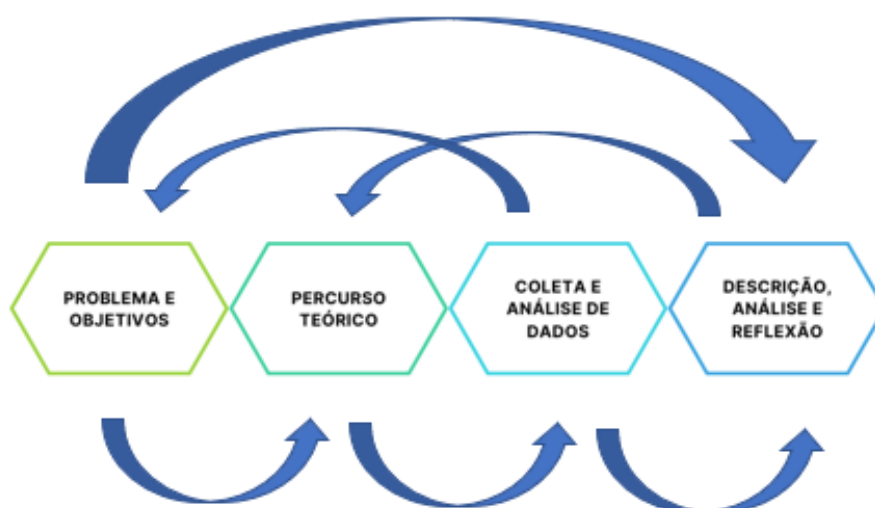 PROBLEMA E
OBJETIVOS
PERCURSO
TEÓRICO
COLETA E
ANÁLISE DE
DADOS
DESCRIÇÃO,
ANÁLISE E
REFLEXÃO